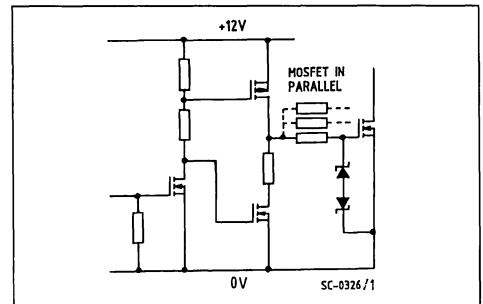 +12V
MOSFET IN
PARALLEL
0V
SC-0326/1